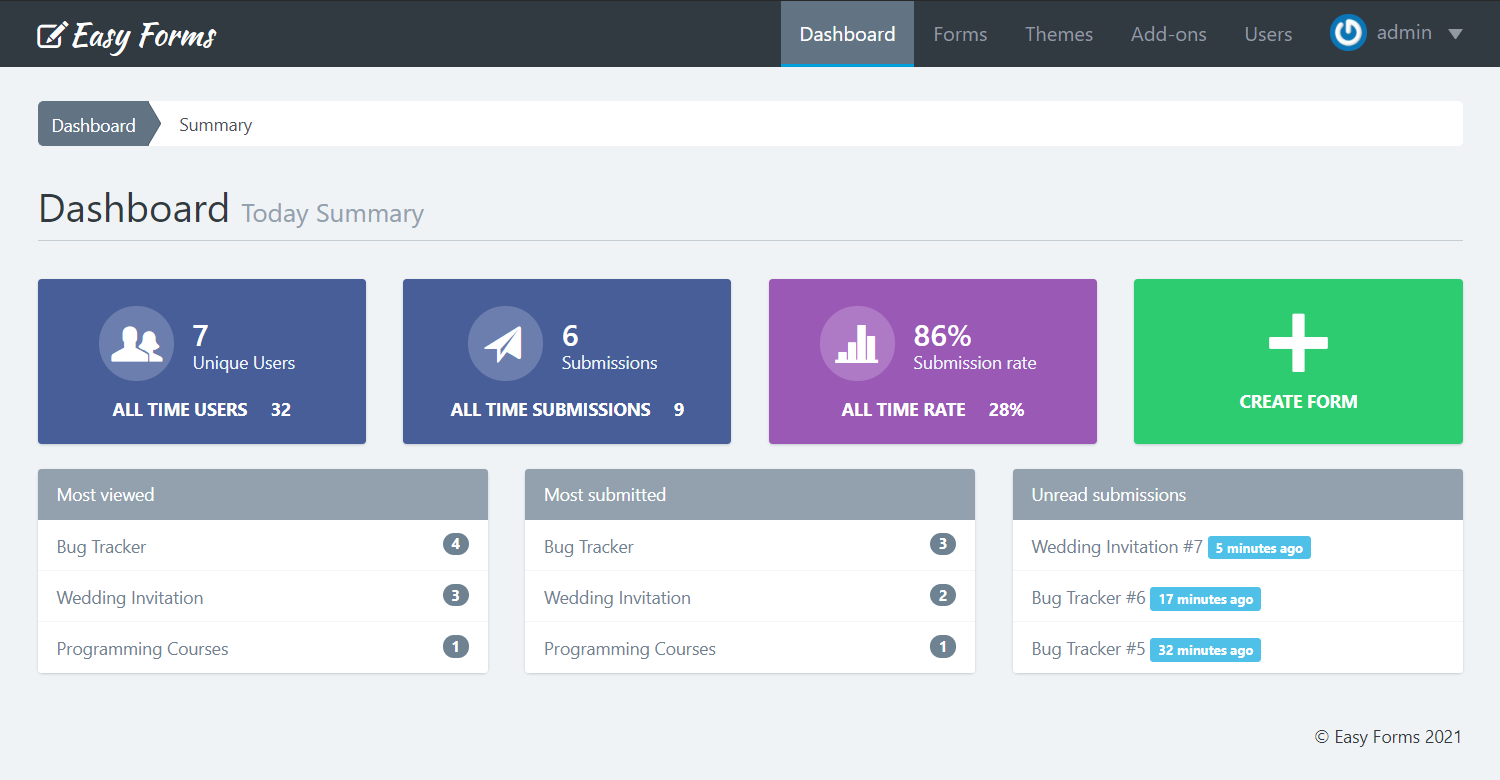 Easy Forms
Dashboard Forms Themes Add-ons Users admin
Dashboard Summary
Dashboard Today Summary
7
Unique Users
ALL TIME USERS 32
6
Submissions
ALL TIME SUBMISSIONS 9
86%
Submission rate
ALL TIME RATE 28%
CREATE FORM
Most viewed
Bug Tracker 4
Wedding Invitation 3
Programming Courses 1
Most submitted
Bug Tracker 3
Wedding Invitation 2
Programming Courses 1
Unread submissions
Wedding Invitation #7 5 minutes ago
Bug Tracker #6 17 minutes ago
Bug Tracker #5 32 minutes ago
© Easy Forms 2021